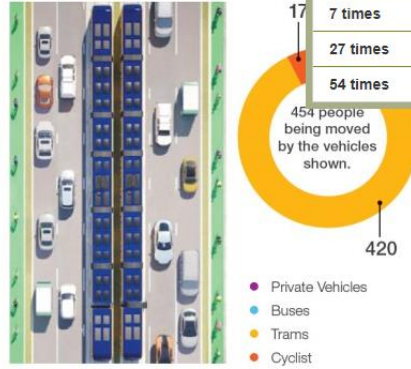 17
7 times
27 times
54 times
454 people
being moved
by the vehicles
shown.
420
Private Vehicles
Buses
Trams
Cyclist